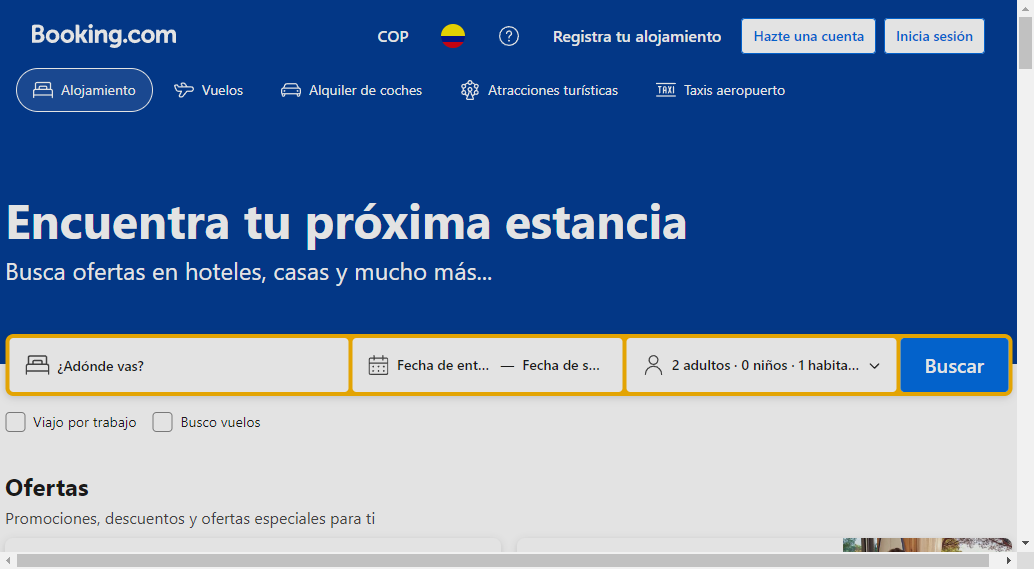 Booking.com
COP
Registra tu alojamiento
Hazte una cuenta
Inicia sesión
Alojamiento
Vuelos
Alquiler de coches
Atracciones turísticas
TAXI Taxis aeropuerto
Encuentra tu próxima estancia
Busca ofertas en hoteles, casas y mucho más...
¿Adónde vas?
Fecha de ent... — Fecha de s...
2 adultos · 0 niños · 1 habita...
Buscar
Viajo por trabajo
Busco vuelos
Ofertas
Promociones, descuentos y ofertas especiales para ti